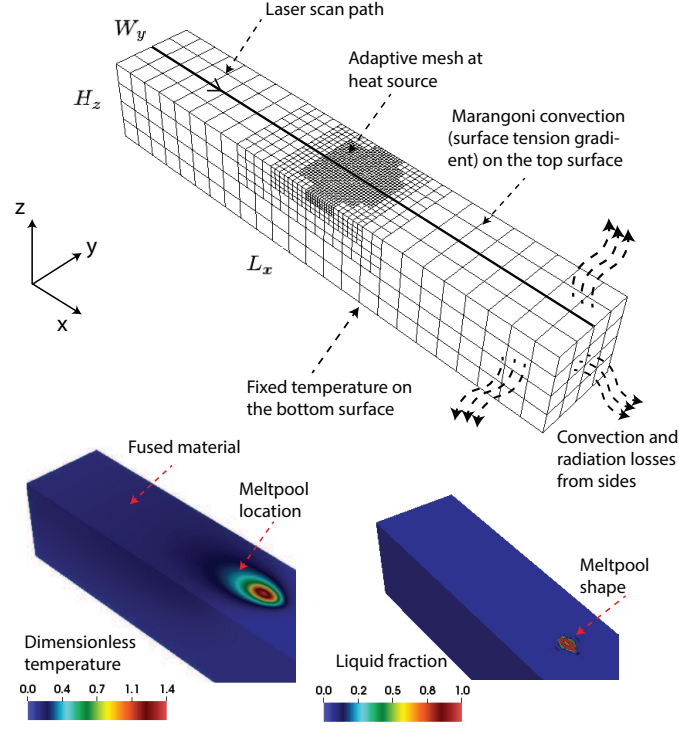 Laser scan path
W_y
Adaptive mesh at
heat source
H_z
Marangoni convection
(surface tension gradi-
ent) on the top surface
z
y
x
L_x
Fixed temperature on
the bottom surface
Convection and
radiation losses
from sides
Fused material
Meltpool
location
Meltpool
shape
Dimensionless
temperature
0.0 0.4 0.7 1.1 1.4
Liquid fraction
0.0 0.2 0.5 0.8 1.0